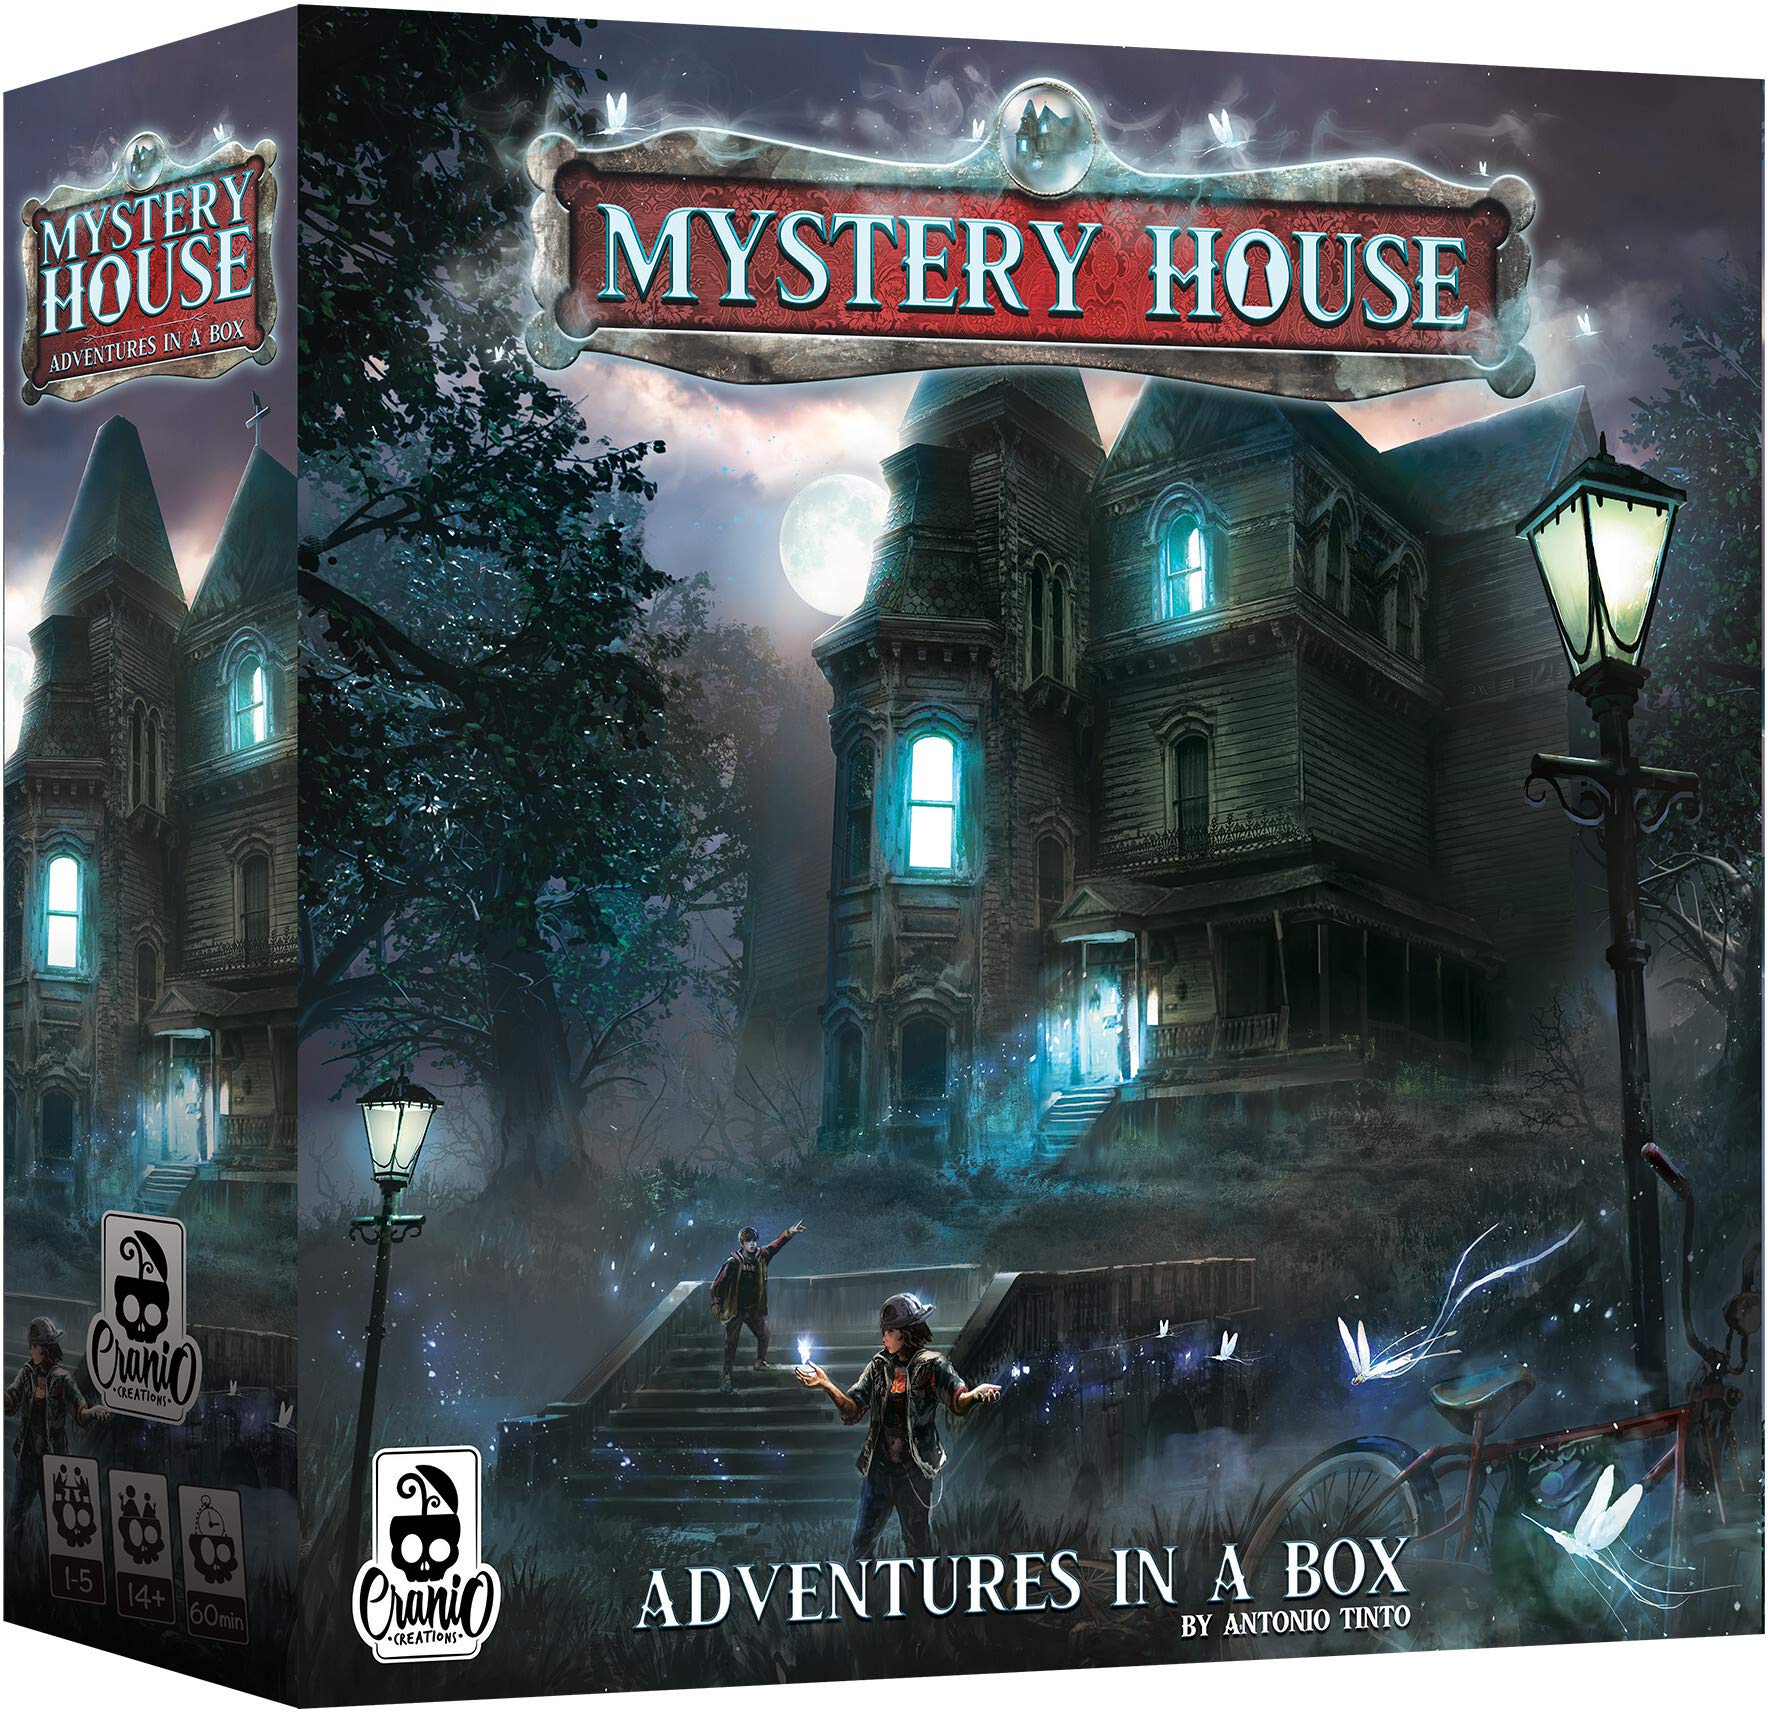 MYSTERY
HOUSE
ADVENTURES IN A BOX
CRANIO
·CREATIONS·
1-5
14+
60min
MYSTERY HOUSE
CRANIO
·CREATIONS·
ADVENTURES IN A BOX
BY ANTONIO TINTO